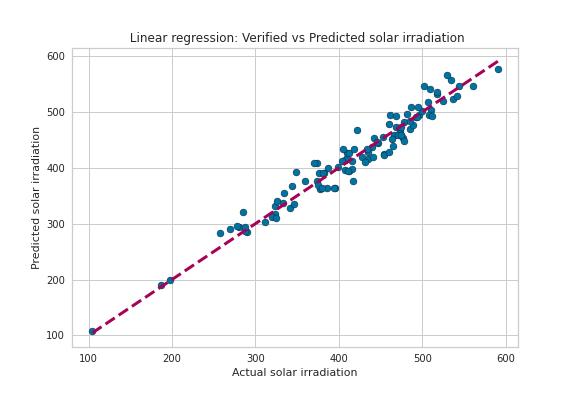 Linear regression: Verified vs Predicted solar irradiation
600
500
400
300
200
100
Predicted solar irradiation
100 200 300 400 500 600
Actual solar irradiation